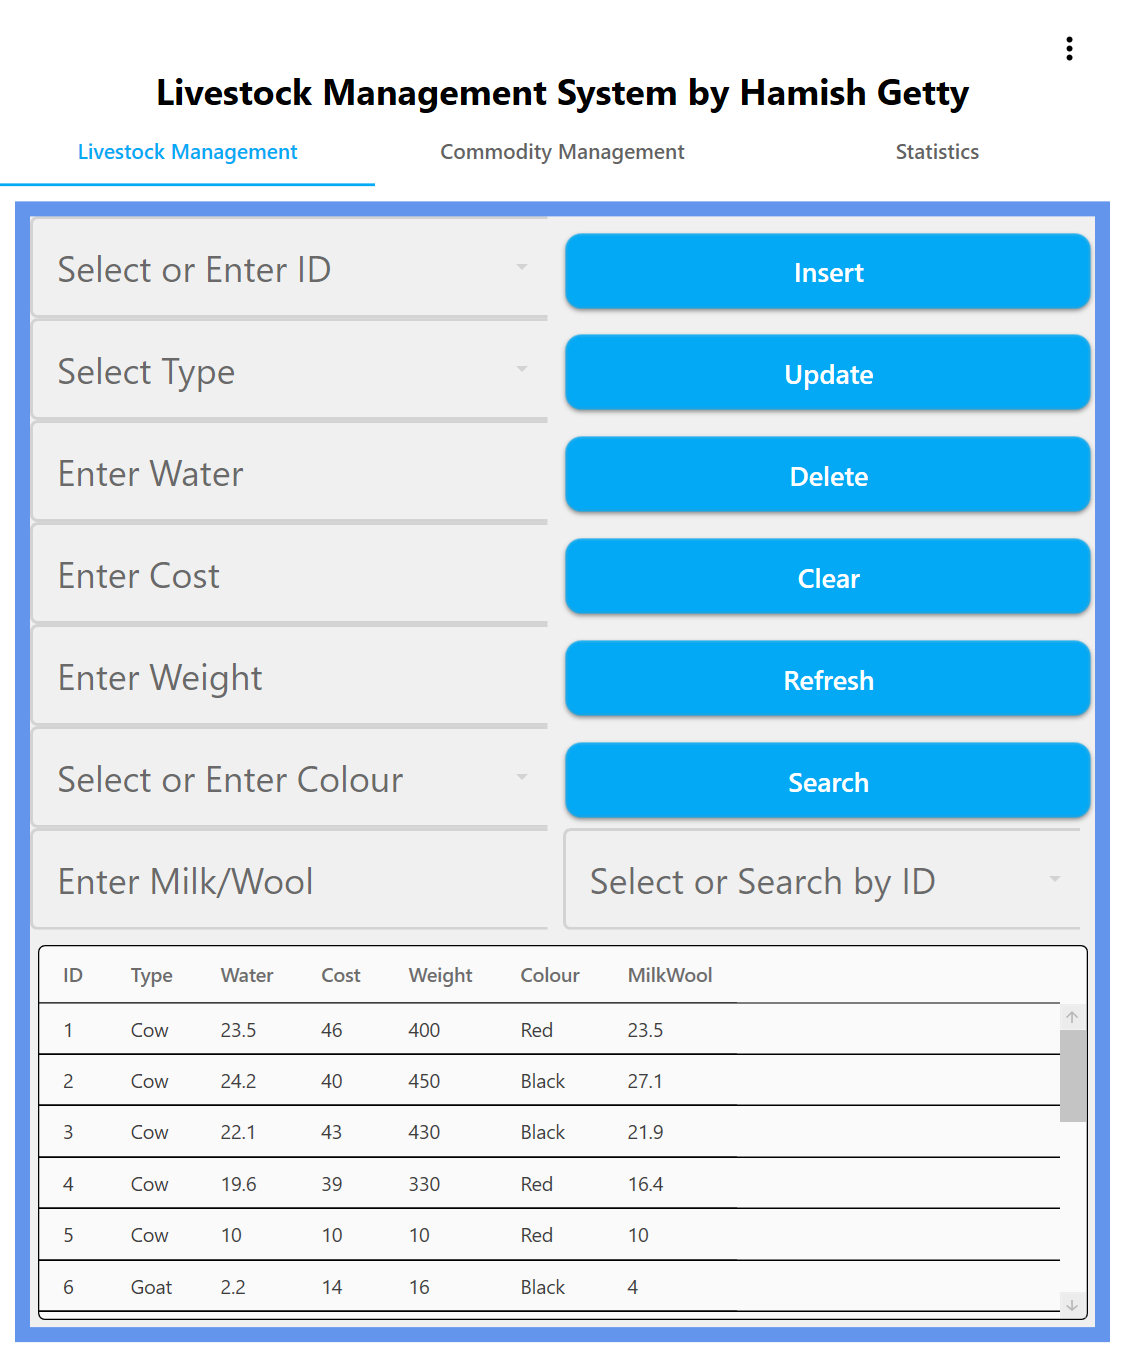 Livestock Management System by Hamish Getty
Livestock Management Commodity Management Statistics
Select or Enter ID Insert
Select Type Update
Enter Water Delete
Enter Cost Clear
Enter Weight Refresh
Select or Enter Colour Search
Enter Milk/Wool Select or Search by ID
ID Type Water Cost Weight Colour MilkWool
1 Cow 23.5 46 400 Red 23.5
2 Cow 24.2 40 450 Black 27.1
3 Cow 22.1 43 430 Black 21.9
4 Cow 19.6 39 330 Red 16.4
5 Cow 10 10 10 Red 10
6 Goat 2.2 14 16 Black 4